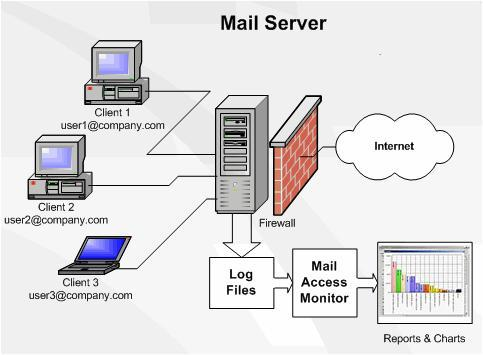 Mail Server
Client 1
user1@company.com
Client 2
user2@company.com
Client 3
user3@company.com
Firewall
Internet
Log
Files
Mail
Access
Monitor
Reports & Charts